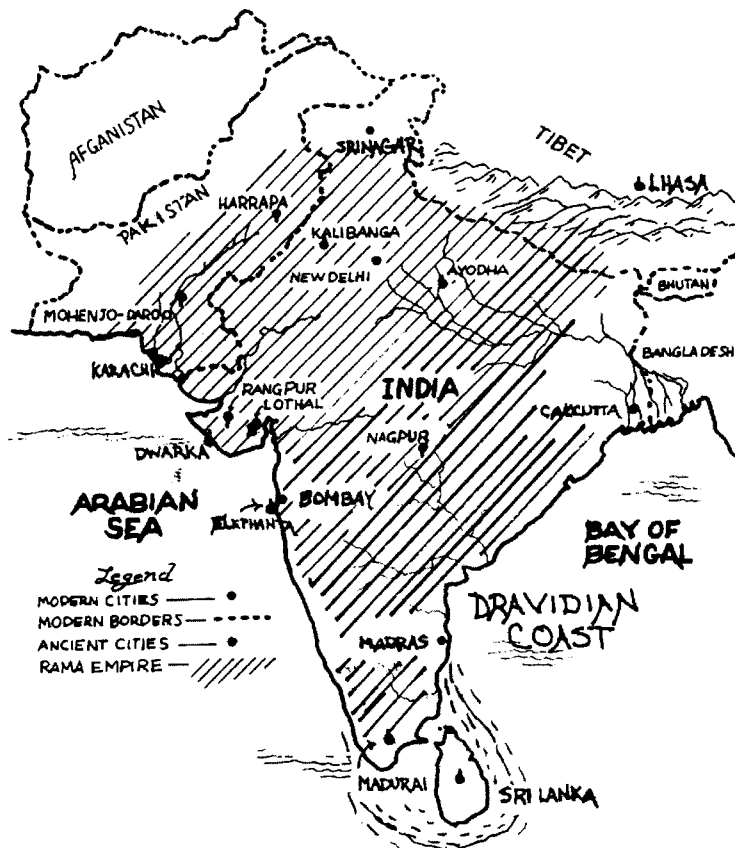 AFGANISTAN
SRINAGAR
TIBET
LHASA
PAKISTAN
HARRAPA
KALIBANGA
NEW DELHI
AYODHA
BHUTAN
MOHENJO-DAROO
BANGLADESH
KARACHI
RANGPUR
LOTHAL
INDIA
CALCUTTA
DWARKA
NAGPUR
ARABIAN
SEA
BOMBAY
ELEPHANTA
BAY OF
BENGAL
Legend
MODERN CITIES
MODERN BORDERS
ANCIENT CITIES
RAMA EMPIRE
DRAVIDIAN
COAST
MADRAS
MADURAI
SRI LANKA